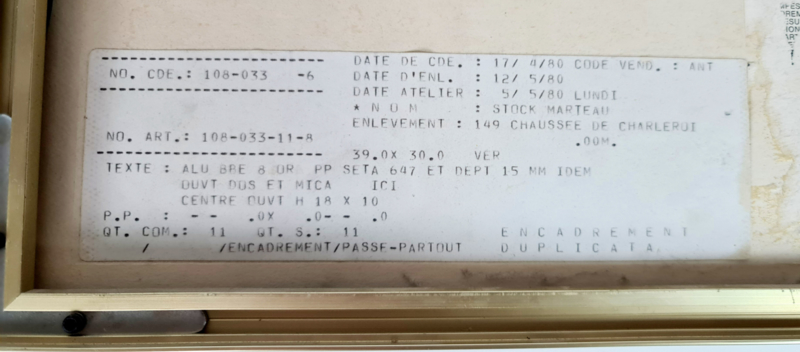 NO. CDE.: 108-033 -6
DATE DE CDE. : 17/ 4/80 CODE VEND. : ANT
DATE D'ENL. : 12/ 5/80
DATE ATELIER : 5/ 5/80 LUNDI
* N O M : STOCK MARTEAU
NO. ART.: 108-033-11-8
ENLEVEMENT : 149 CHAUSSEE DE CHARLEROI
.00M.
39.0X 30.0 VER
TEXTE : ALU BRE 8 OR PP SETA 647 ET DEPT 15 MM IDEM
OUVT DOS ET MICA ICI
CENTRE OUVT H 18 X 10
P.P. : - - .0X .0- - .0
QT. COM.: 11 QT. S.: 11
E N C A D R E M E N T
/ /ENCADREMENT/PASSE-PARTOUT
D U P L I C A T A